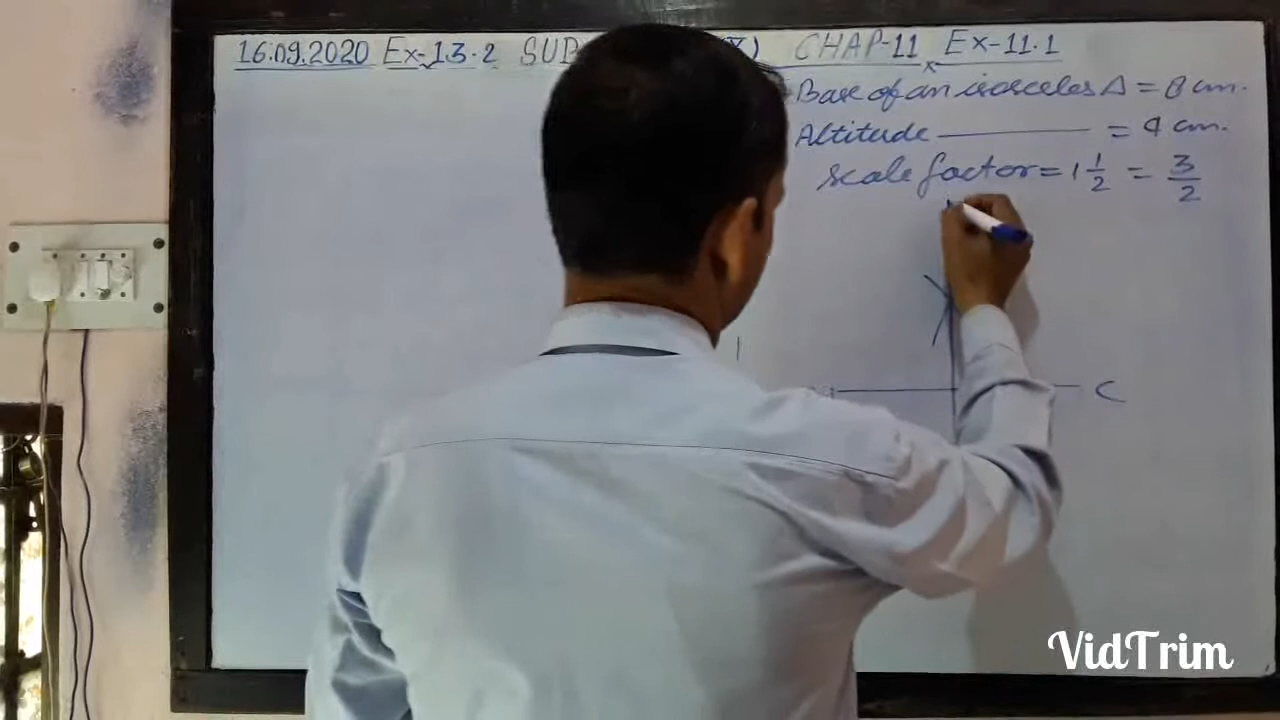 16.09.2020 Ex-13.2 SUB (X) CHAP-11 Ex-11.1
Base of an isosceles Δ = 8 cm.
Altitude ———— = 4 cm.
Scale factor = 1 1/2 = 3/2
C
VidTrim